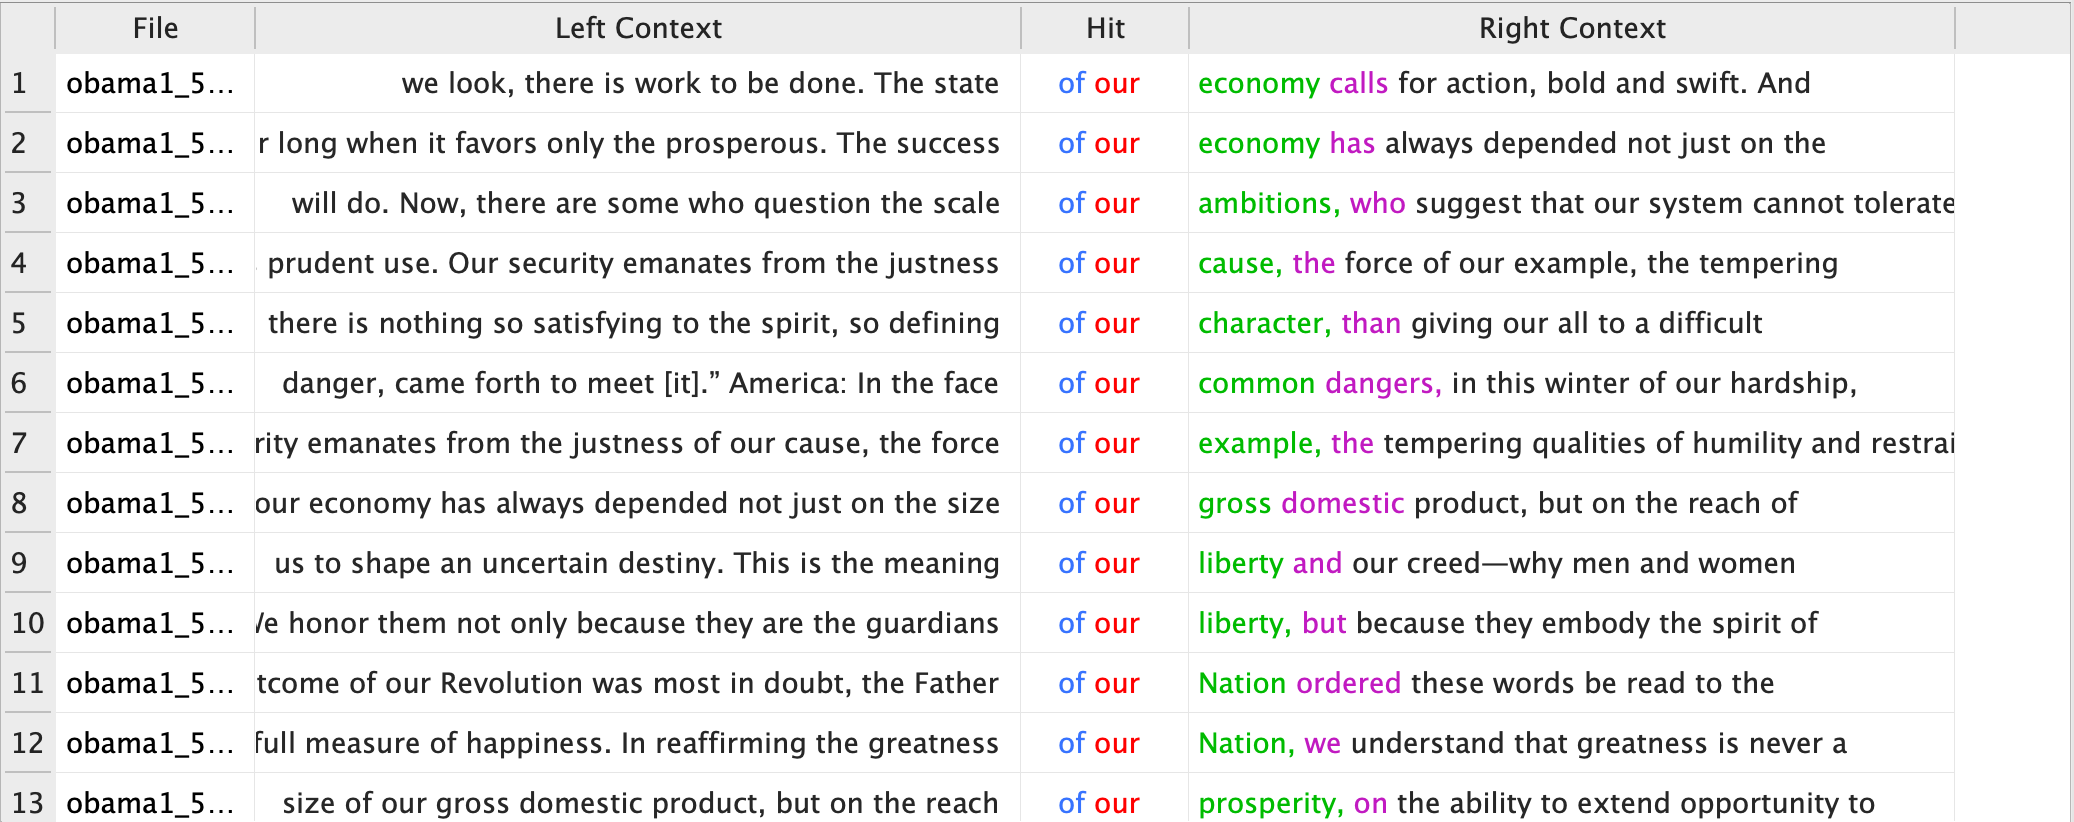 File Left Context Hit Right Context
1 obama1_5... we look, there is work to be done. The state of our economy calls for action, bold and swift. And
2 obama1_5... r long when it favors only the prosperous. The success of our economy has always depended not just on the
3 obama1_5... will do. Now, there are some who question the scale of our ambitions, who suggest that our system cannot tolerate
4 obama1_5... prudent use. Our security emanates from the justness of our cause, the force of our example, the tempering
5 obama1_5... there is nothing so satisfying to the spirit, so defining of our character, than giving our all to a difficult
6 obama1_5... danger, came forth to meet [it].” America: In the face of our common dangers, in this winter of our hardship,
7 obama1_5... rity emanates from the justness of our cause, the force of our example, the tempering qualities of humility and restrai
8 obama1_5... our economy has always depended not just on the size of our gross domestic product, but on the reach of
9 obama1_5... us to shape an uncertain destiny. This is the meaning of our liberty and our creed—why men and women
10 obama1_5... We honor them not only because they are the guardians of our liberty, but because they embody the spirit of
11 obama1_5... tcome of our Revolution was most in doubt, the Father of our Nation ordered these words be read to the
12 obama1_5... full measure of happiness. In reaffirming the greatness of our Nation, we understand that greatness is never a
13 obama1_5... size of our gross domestic product, but on the reach of our prosperity, on the ability to extend opportunity to